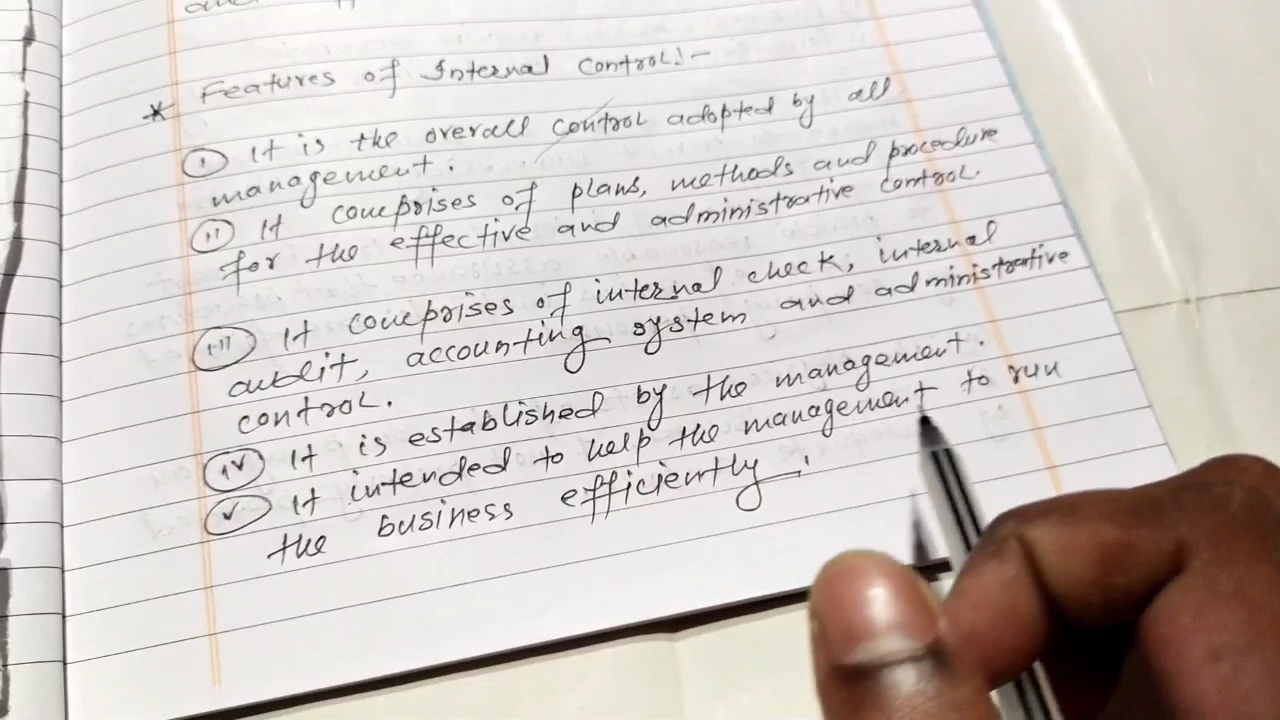 * Features of Internal Control:-
(i) It is the overall control adopted by all
management.
(ii) It comprises of plans, methods and procedure
for the effective and administrative control.
(iii) It comprises of internal check, internal
audit, accounting system and administrative
control.
(iv) It is established by the management.
(v) It intended to help the management to run
the business efficiently.